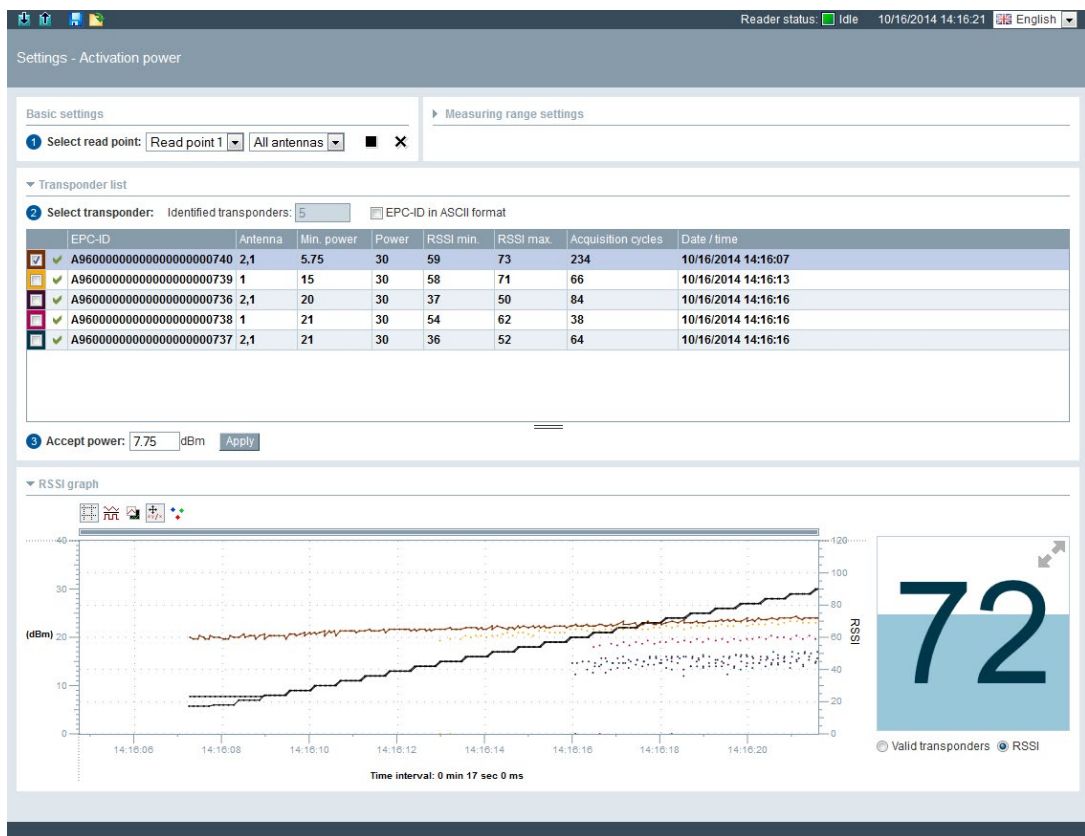 Reader status: Idle 10/16/2014 14:16:21 English
Settings - Activation power
Basic settings
Measuring range settings
1 Select read point: Read point 1 All antennas
Transponder list
2 Select transponder: Identified transponders: 5 EPC-ID in ASCII format
EPC-ID Antenna Min. power Power RSSI min. RSSI max. Acquisition cycles Date / time
A96000000000000000000740 2,1 5.75 30 59 73 234 10/16/2014 14:16:07
A96000000000000000000739 1 15 30 58 71 66 10/16/2014 14:16:13
A96000000000000000000736 2,1 20 30 37 50 84 10/16/2014 14:16:16
A96000000000000000000738 1 21 30 54 62 38 10/16/2014 14:16:16
A96000000000000000000737 2,1 21 30 36 52 64 10/16/2014 14:16:16
3 Accept power: 7.75 dBm Apply
RSSI graph
40 120
100
30
80
(dBm) 20 60 RSSI
40
10
20
0 0
14:16:06 14:16:08 14:16:10 14:16:12 14:16:14 14:16:16 14:16:18 14:16:20
Time interval: 0 min 17 sec 0 ms
72
Valid transponders RSSI